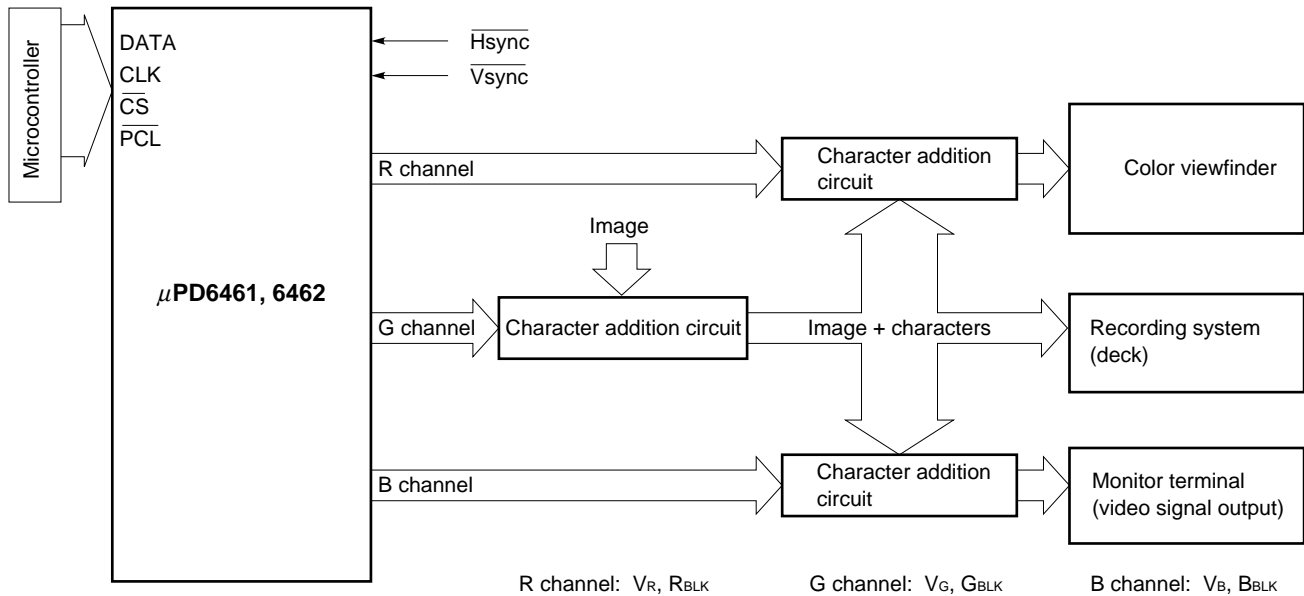 Microcontroller
DATA
CLK
CS
PCL
Hsync
Vsync
μPD6461, 6462
R channel
Character addition
circuit
Color viewfinder
Image
G channel
Character addition circuit
Image + characters
Recording system
(deck)
B channel
Character addition
circuit
Monitor terminal
(video signal output)
R channel: VR, RBLK
G channel: VG, GBLK
B channel: VB, BBLK